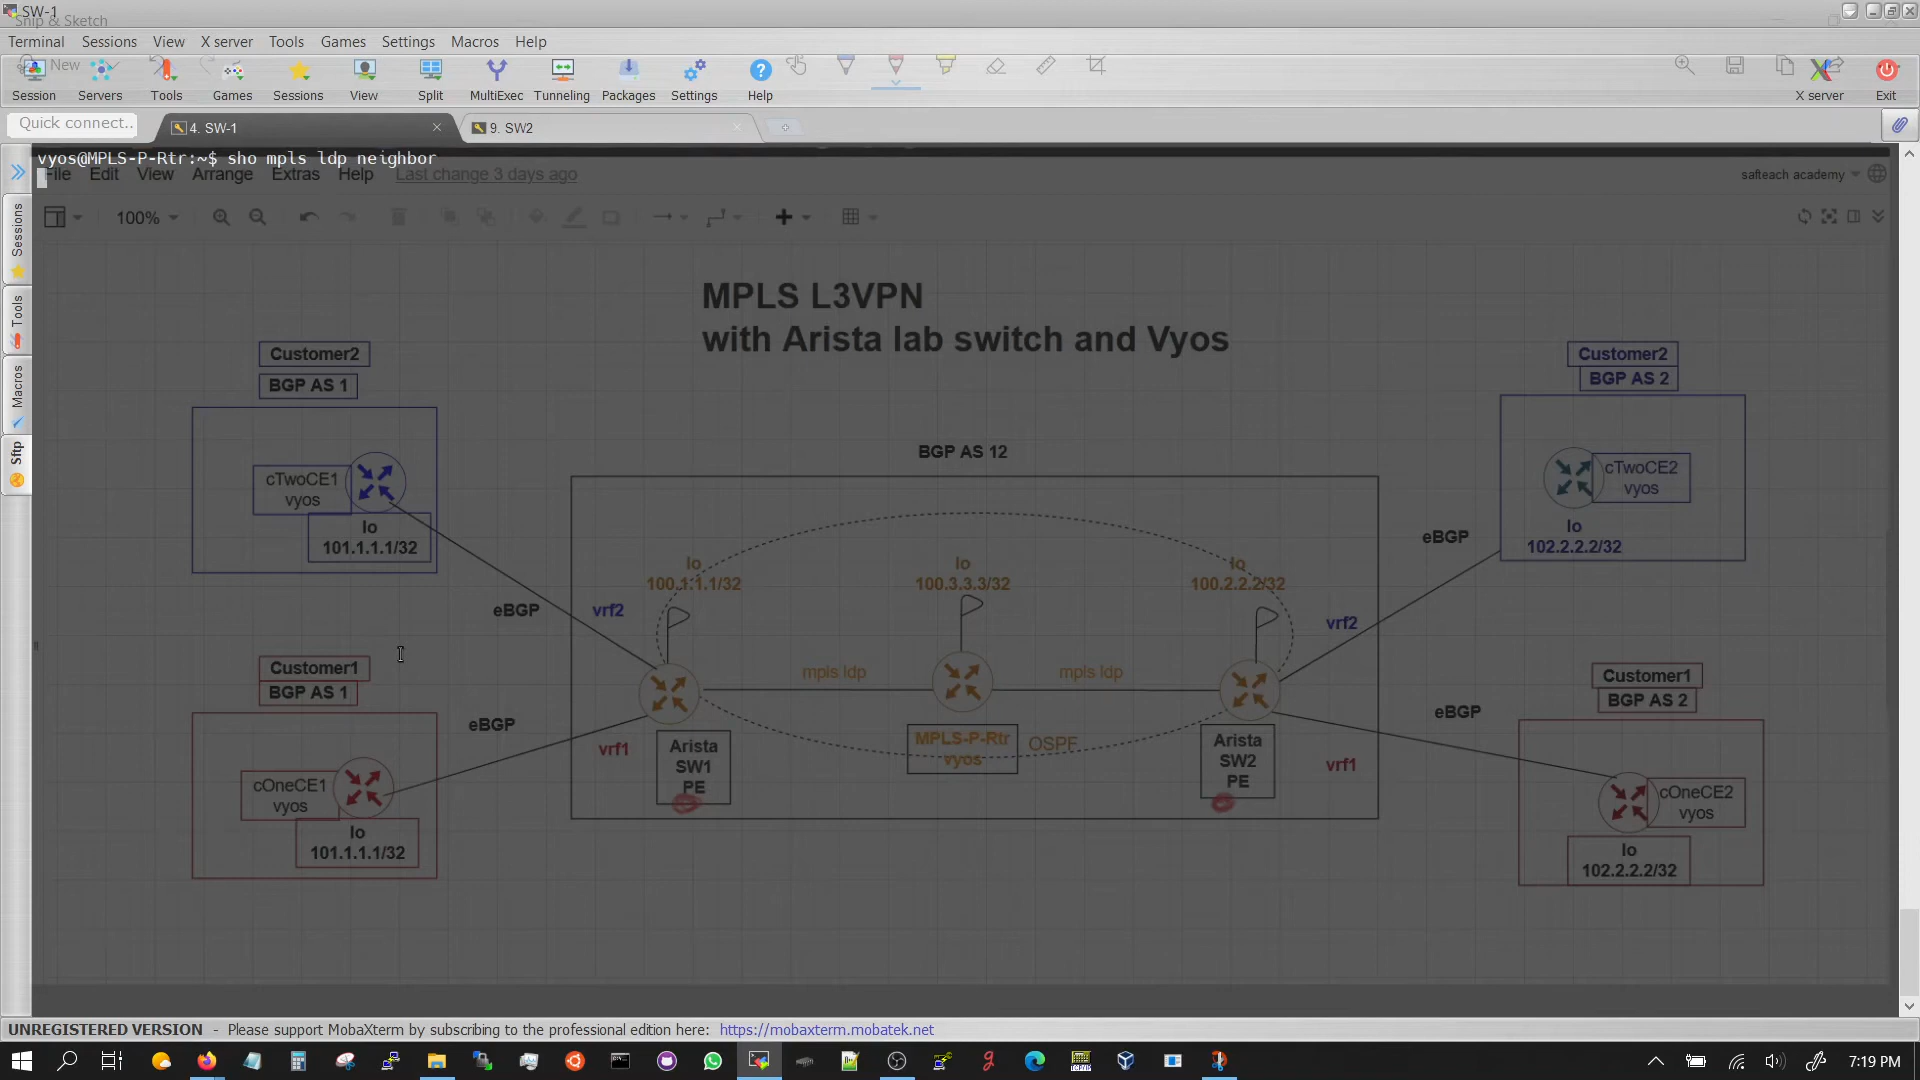 SW-1
Snip & Sketch
Terminal Sessions View X server Tools Games Settings Macros Help
New
Session Servers Tools Games Sessions View Split MultiExec Tunneling Packages Settings Help X server Exit
Quick connect..
4. SW-1
9. SW2
vyos@MPLS-P-Rtr:~$ sho mpls ldp neighbor
File Edit View Arrange Extras Help Last change 3 days ago
safteach academy
100%
Sessions
Tools
Macros
Sftp
MPLS L3VPN
with Arista lab switch and Vyos
Customer2
BGP AS 1
cTwoCE1
vyos
lo
101.1.1.1/32
Customer2
BGP AS 2
cTwoCE2
vyos
lo
102.2.2.2/32
BGP AS 12
eBGP
vrf2
lo
100.1.1.1/32
lo
100.3.3.3/32
lo
100.2.2.2/32
eBGP
vrf2
mpls ldp
mpls ldp
Customer1
BGP AS 1
eBGP
vrf1
cOneCE1
vyos
lo
101.1.1.1/32
Arista
SW1
PE
MPLS-P-Rtr
vyos
OSPF
Arista
SW2
PE
vrf1
eBGP
Customer1
BGP AS 2
cOneCE2
vyos
lo
102.2.2.2/32
UNREGISTERED VERSION - Please support MobaXterm by subscribing to the professional edition here: https://mobaxterm.mobatek.net
7:19 PM